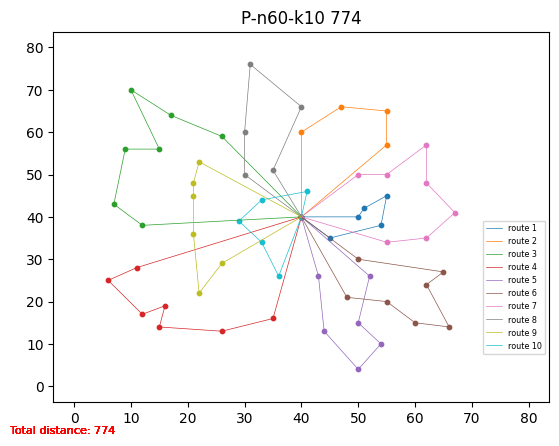 P-n60-k10 774
80
70
60
50
40
30
20
10
0
0 10 20 30 40 50 60 70 80
route 1
route 2
route 3
route 4
route 5
route 6
route 7
route 8
route 9
route 10
Total distance: 774